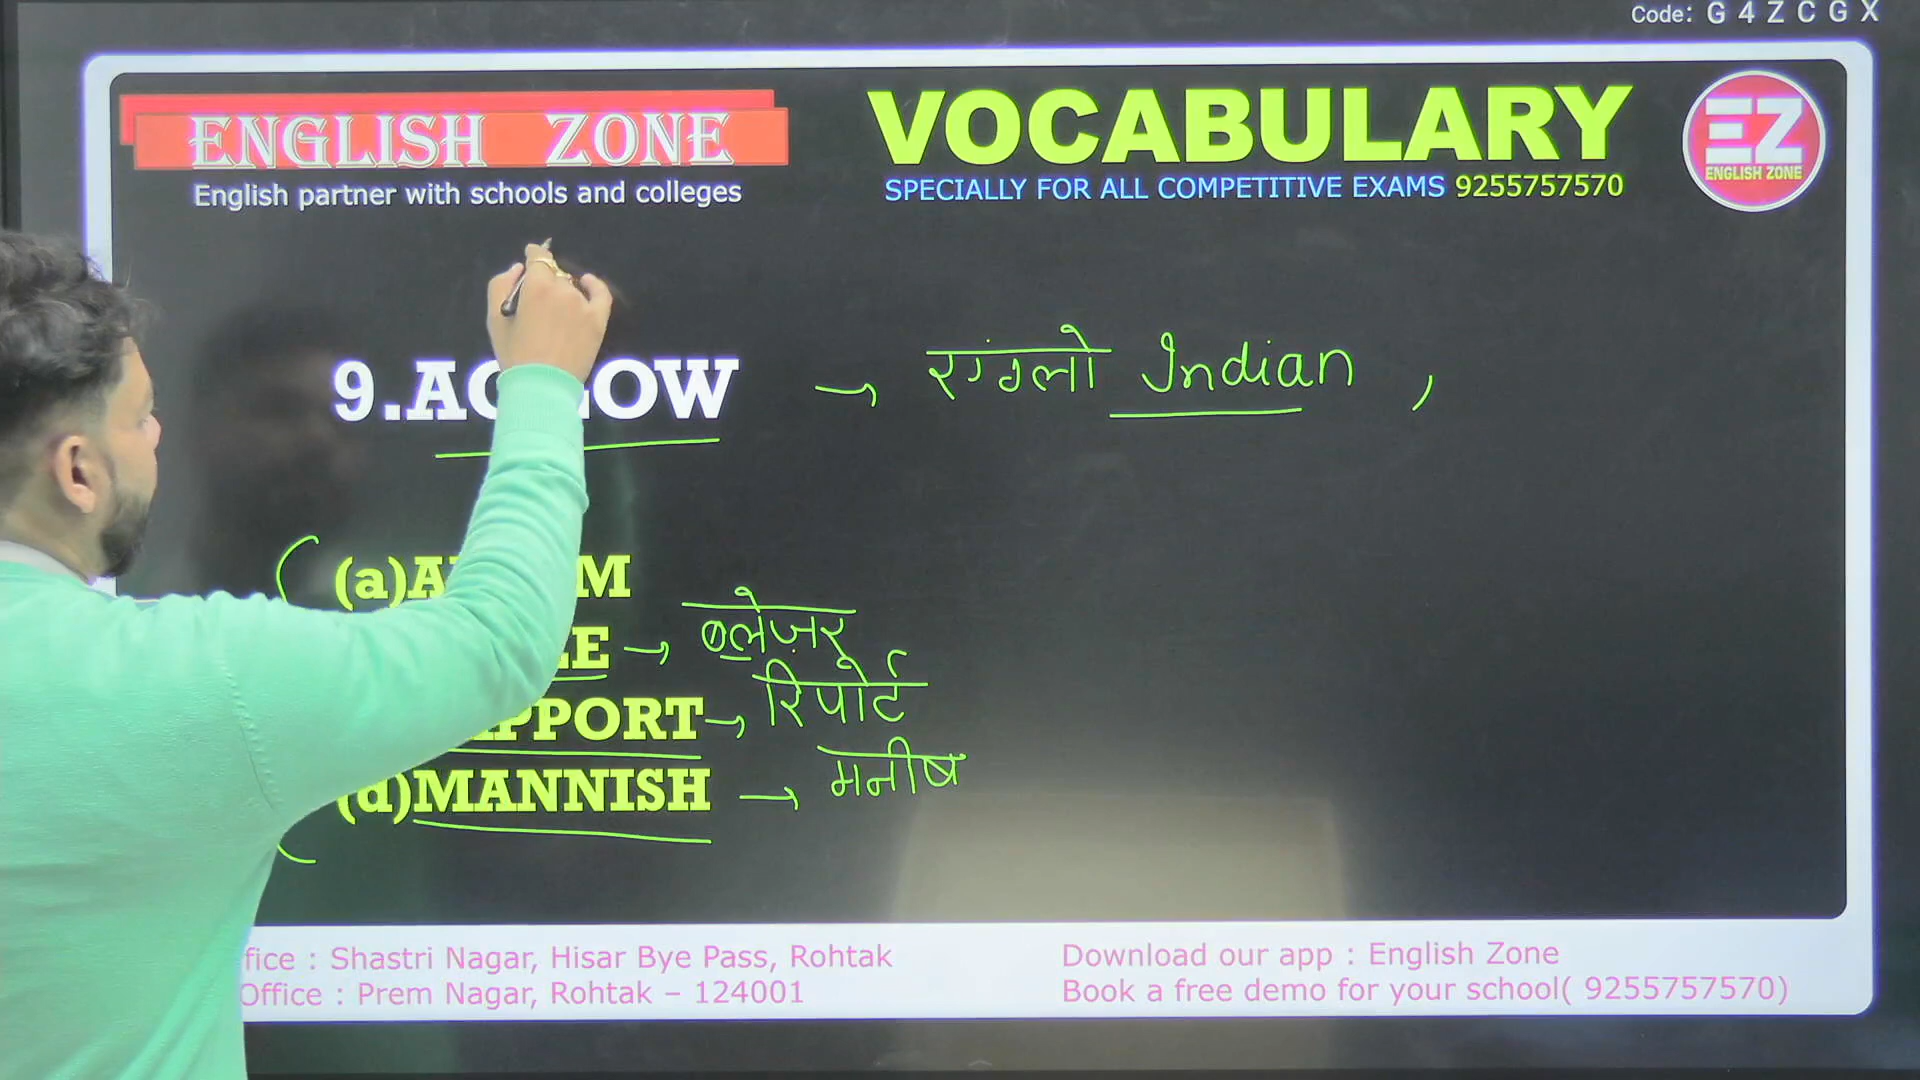 Code: G 4 Z C G X
ENGLISH ZONE
English partner with schools and colleges
VOCABULARY
SPECIALLY FOR ALL COMPETITIVE EXAMS 9255757570
EZ
ENGLISH ZONE
9. → एंग्लो Indian ,
(a)
→ ब्लेज़र
→ रिपोर्ट
(d)MANNISH → मनीष
Shastri Nagar, Hisar Bye Pass, Rohtak
Office : Prem Nagar, Rohtak – 124001
Download our app : English Zone
Book a free demo for your school( 9255757570)